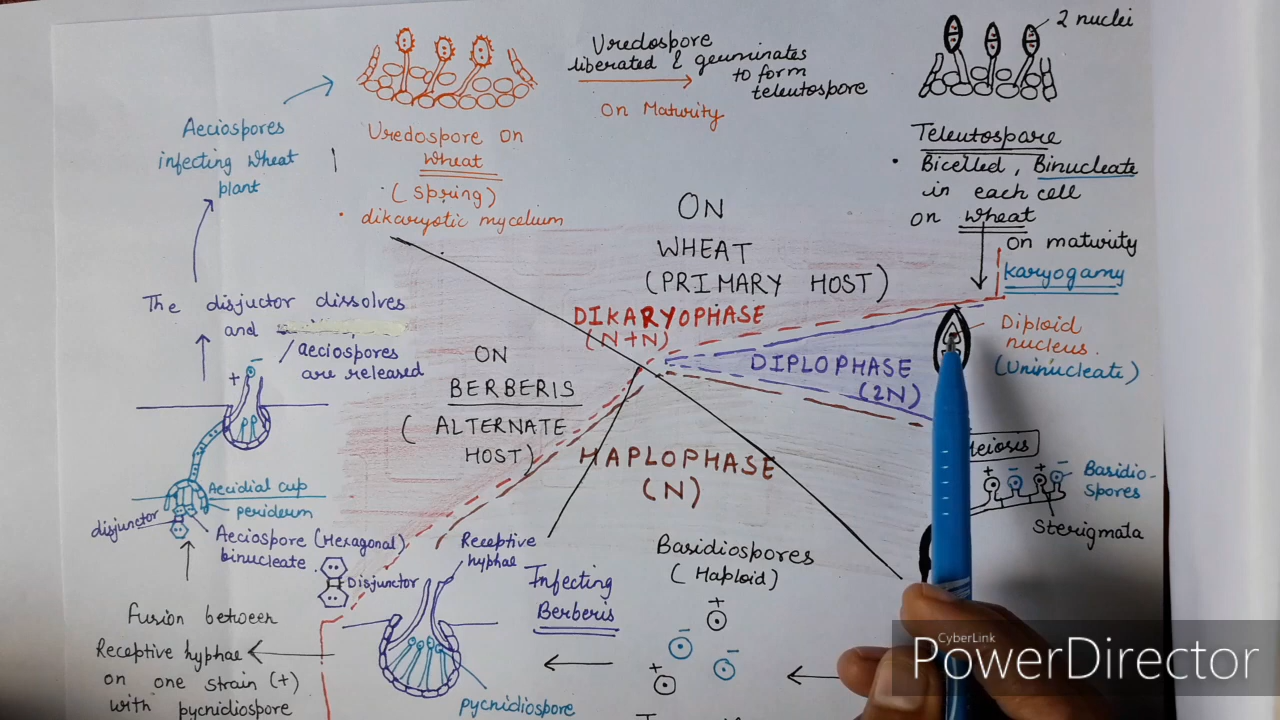 2 nuclei
Uredospore
liberated & germinates
to form
teleutospore
On Maturity
Aeciospores
infecting wheat
plant
Uredospore on
wheat
(Spring)
• dikaryotic mycelium
Teleutospore
• Bicelled, Binucleate
in each cell
on wheat
on maturity
karyogamy
ON
WHEAT
(PRIMARY HOST)
The disjuctor dissolves
and
aeciospores
are released
DIKARYOPHASE
(N+N)
Diploid
nucleus.
(Uninucleate)
DIPLOPHASE
(2N)
ON
BERBERIS
(ALTERNATE
HOST)
HAPLOPHASE
(N)
+ -
Meiosis
+ - + -
Basidio-
spores
Sterigmata
Aecidial cup
periderm
disjunctor
Aeciospore (Hexagonal)
binucleate
Disjunctor
Receptive
hyphae
Infecting
Berberis
Basidiospores
(Haploid)
+
-
-
+
Fusion between
Receptive hyphae
on one strain (+)
with pycnidiospore
pycnidiospore
CyberLink
PowerDirector